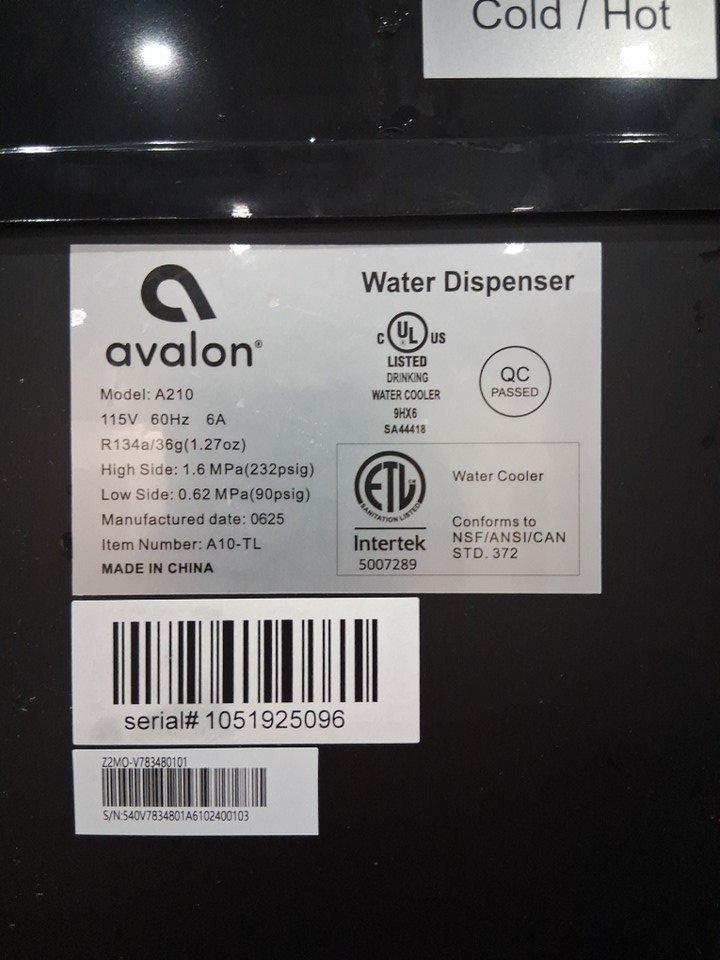 Cold / Hot
avalon®
Model: A210
115V 60Hz 6A
R134a/36g(1.27oz)
High Side: 1.6 MPa(232psig)
Low Side: 0.62 MPa(90psig)
Manufactured date: 0625
Item Number: A10-TL
MADE IN CHINA
Water Dispenser
C UL US
LISTED
DRINKING
WATER COOLER
9HX6
SA44418
QC
PASSED
ETL
SANITATION LISTED
Intertek
5007289
Water Cooler
Conforms to
NSF/ANSI/CAN
STD. 372
serial# 1051925096
Z2MO-V783480101
S/N:540V7834801A6102400103